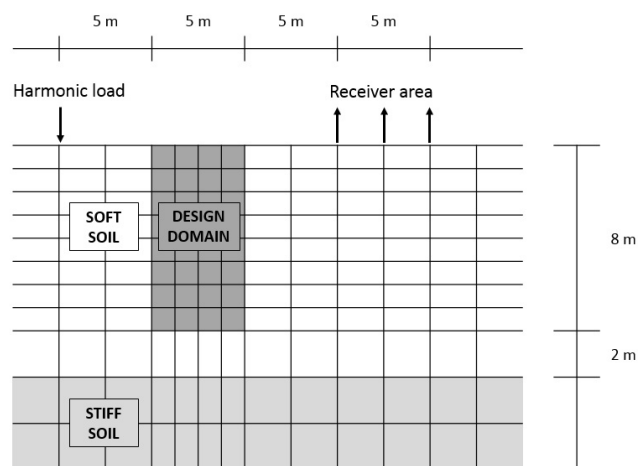 5 m 5 m 5 m 5 m
Harmonic load Receiver area
SOFT
SOIL
DESIGN
DOMAIN
8 m
2 m
STIFF
SOIL